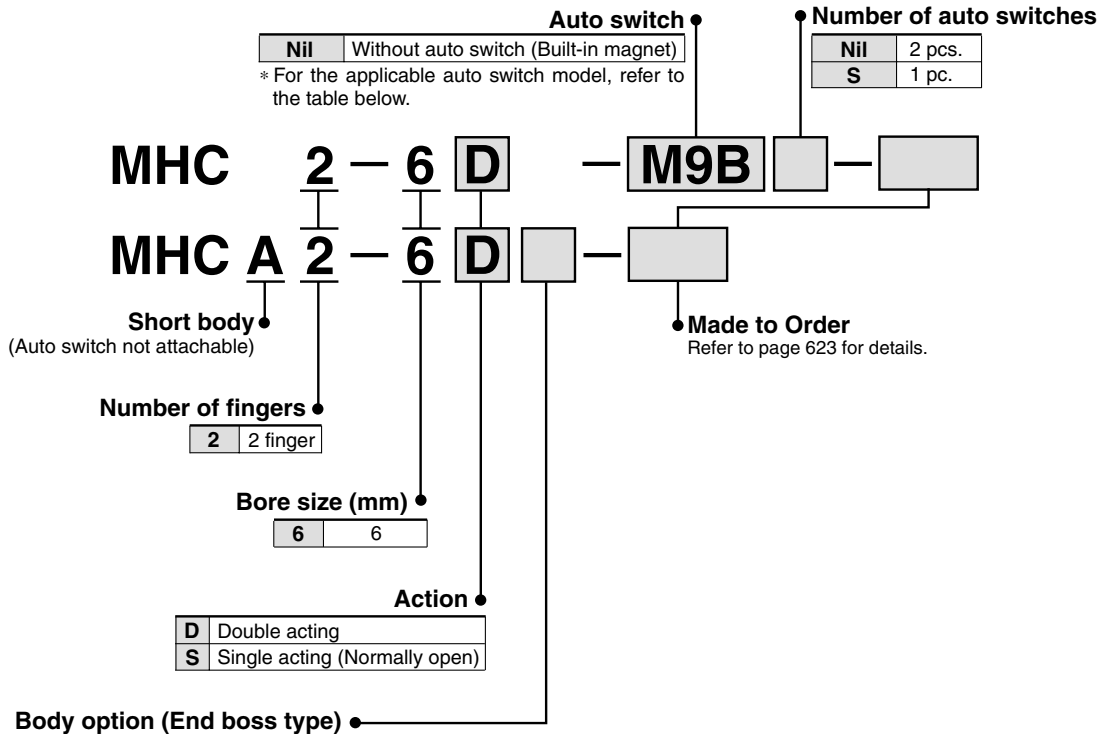 Auto switch
Nil Without auto switch (Built-in magnet)
* For the applicable auto switch model, refer to
the table below.
Number of auto switches
Nil 2 pcs.
S 1 pc.
MHC 2 — 6 D — M9B —
MHC A 2 — 6 D —
Short body
(Auto switch not attachable)
Made to Order
Refer to page 623 for details.
Number of fingers
2 2 finger
Bore size (mm)
6 6
Action
D Double acting
S Single acting (Normally open)
Body option (End boss type)